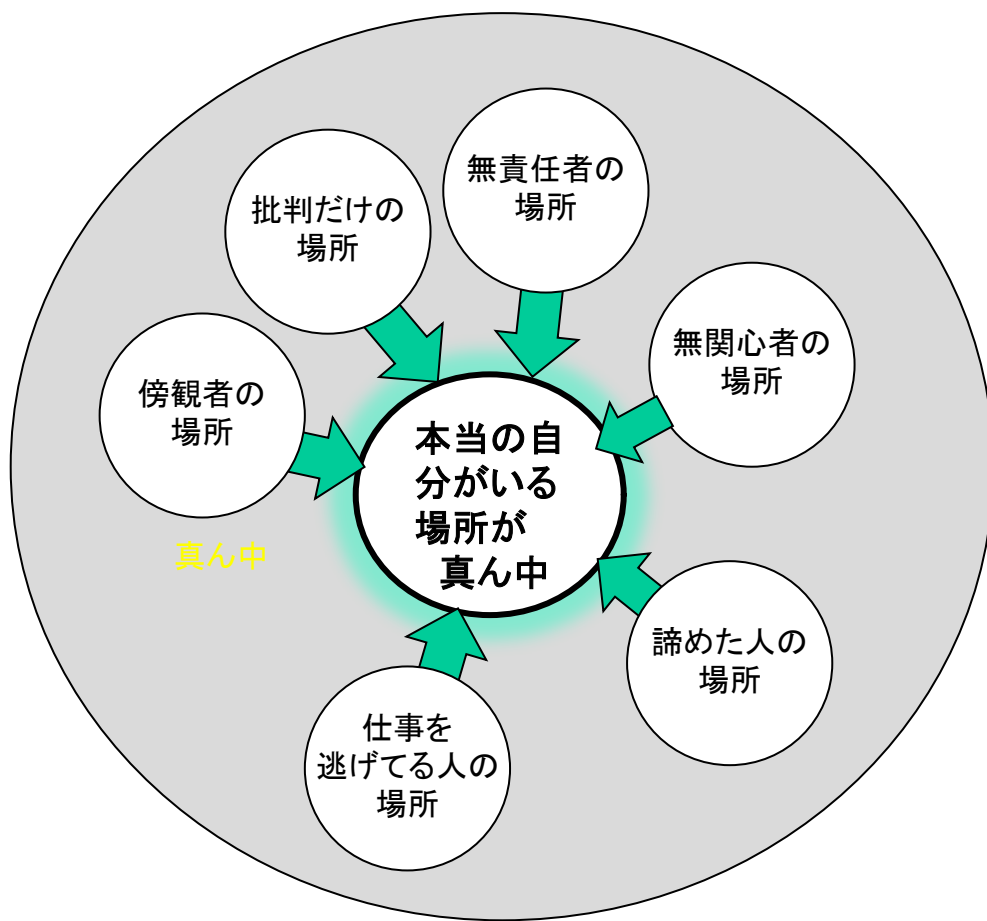 無責任者の
場所
批判だけの
場所
無関心者の
場所
傍観者の
場所
本当の自
分がいる
場所が
真ん中
真ん中
諦めた人の
場所
仕事を
逃げてる人の
場所